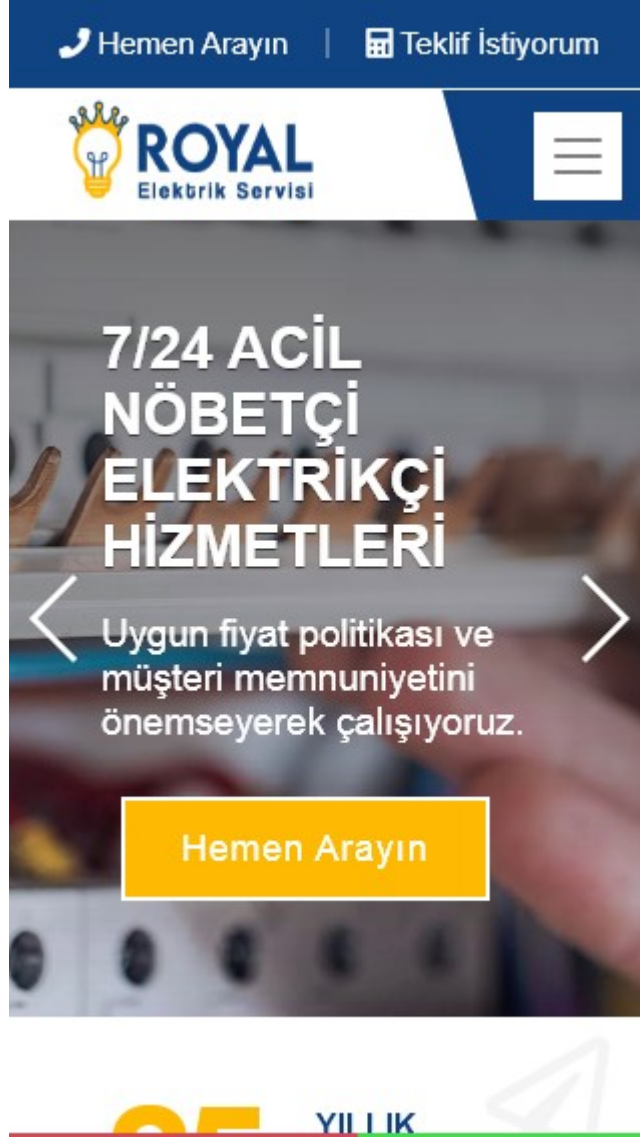 Hemen Arayın | Teklif İstiyorum
ROYAL
Elektrik Servisi
7/24 ACİL
NÖBETÇİ
ELEKTRİKÇİ
HİZMETLERİ
Uygun fiyat politikası ve
müşteri memnuniyetini
önemseyerek çalışıyoruz.
Hemen Arayın
YILLIK